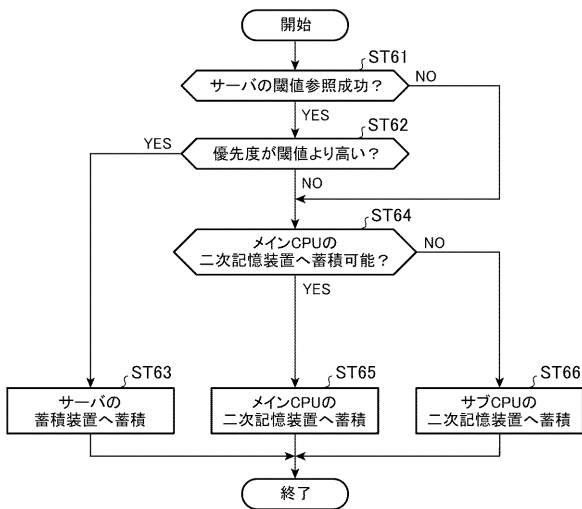 開始
ST61
サーバの閾値参照成功？
NO
YES
ST62
YES
優先度が閾値より高い？
NO
ST64
メインCPUの
二次記憶装置へ蓄積可能？
NO
YES
ST63
サーバの
蓄積装置へ蓄積
ST65
メインCPUの
二次記憶装置へ蓄積
ST66
サブCPUの
二次記憶装置へ蓄積
終了